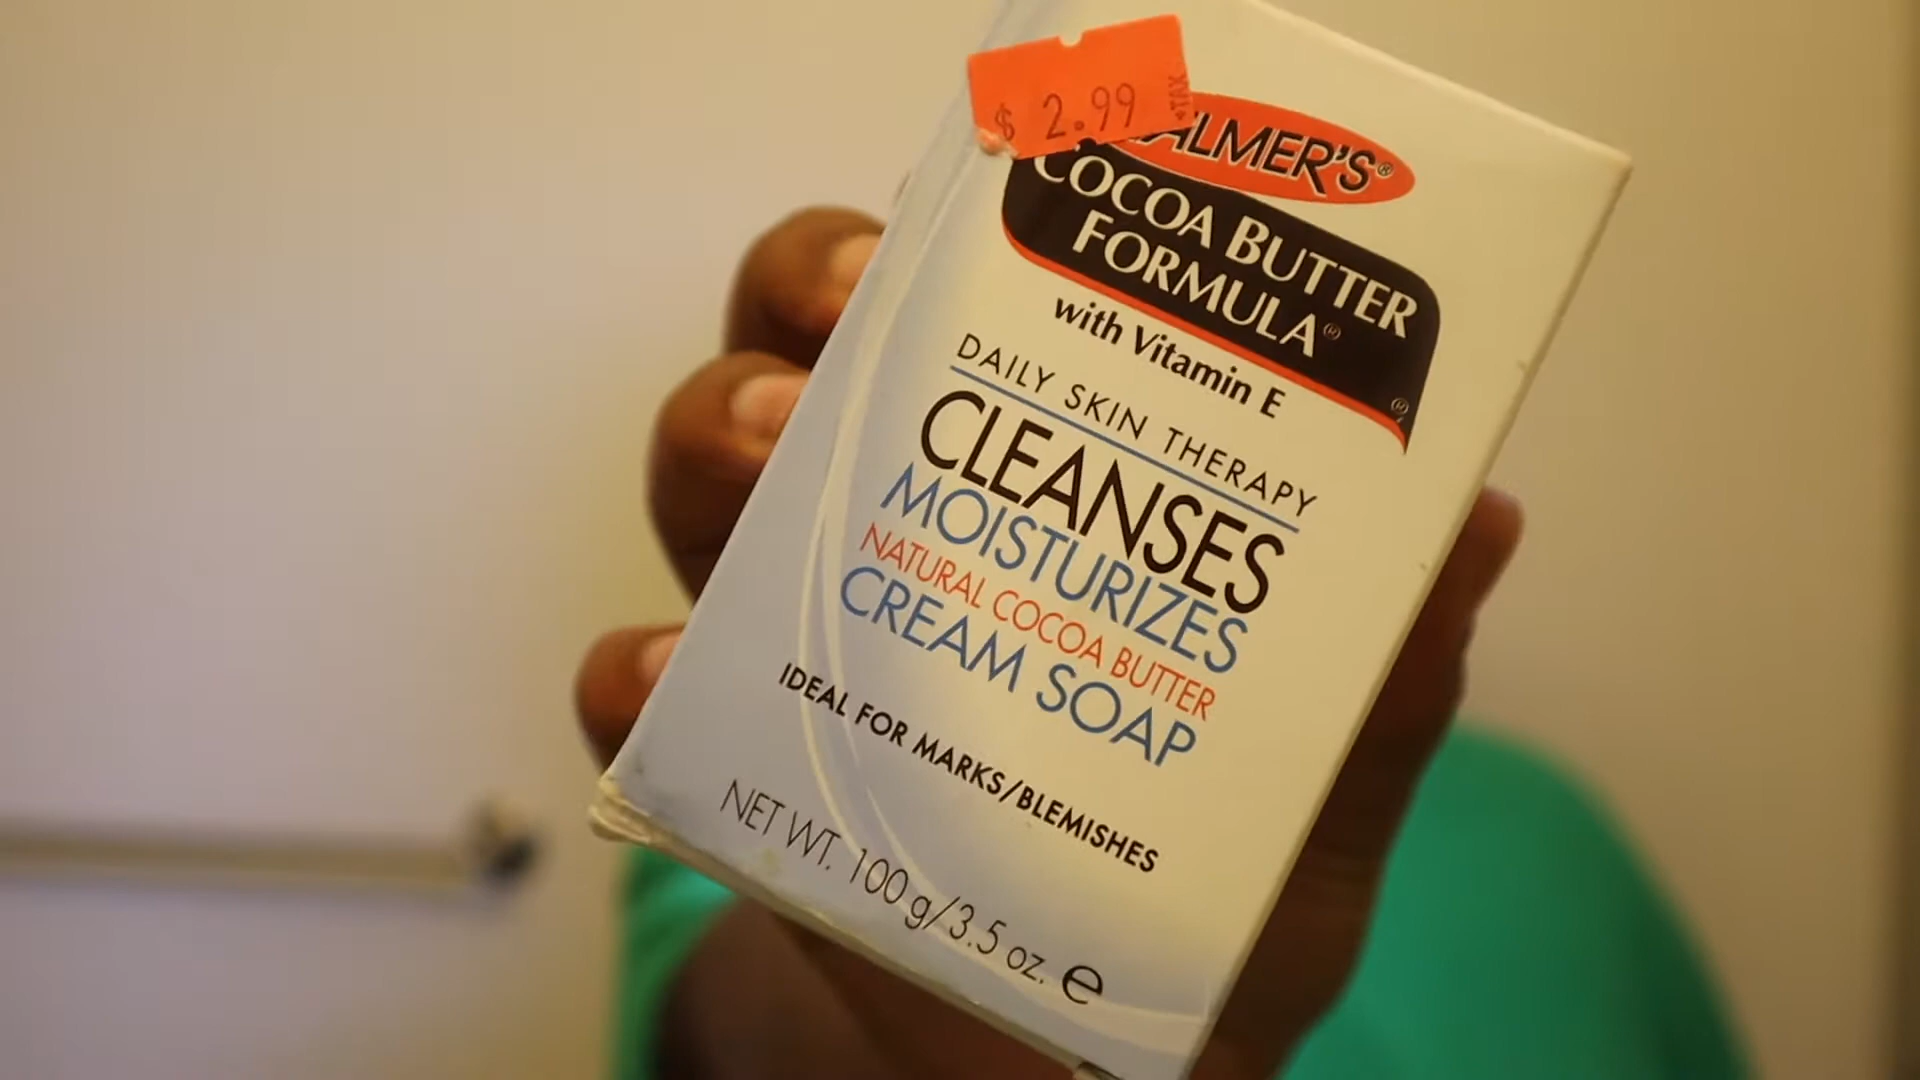 $ 2.99 +TAX
PALMER'S®
COCOA BUTTER
FORMULA®
®
with Vitamin E
DAILY SKIN THERAPY
CLEANSES
MOISTURIZES
NATURAL COCOA BUTTER
CREAM SOAP
IDEAL FOR MARKS/BLEMISHES
NET WT. 100 g/3.5 oz. e